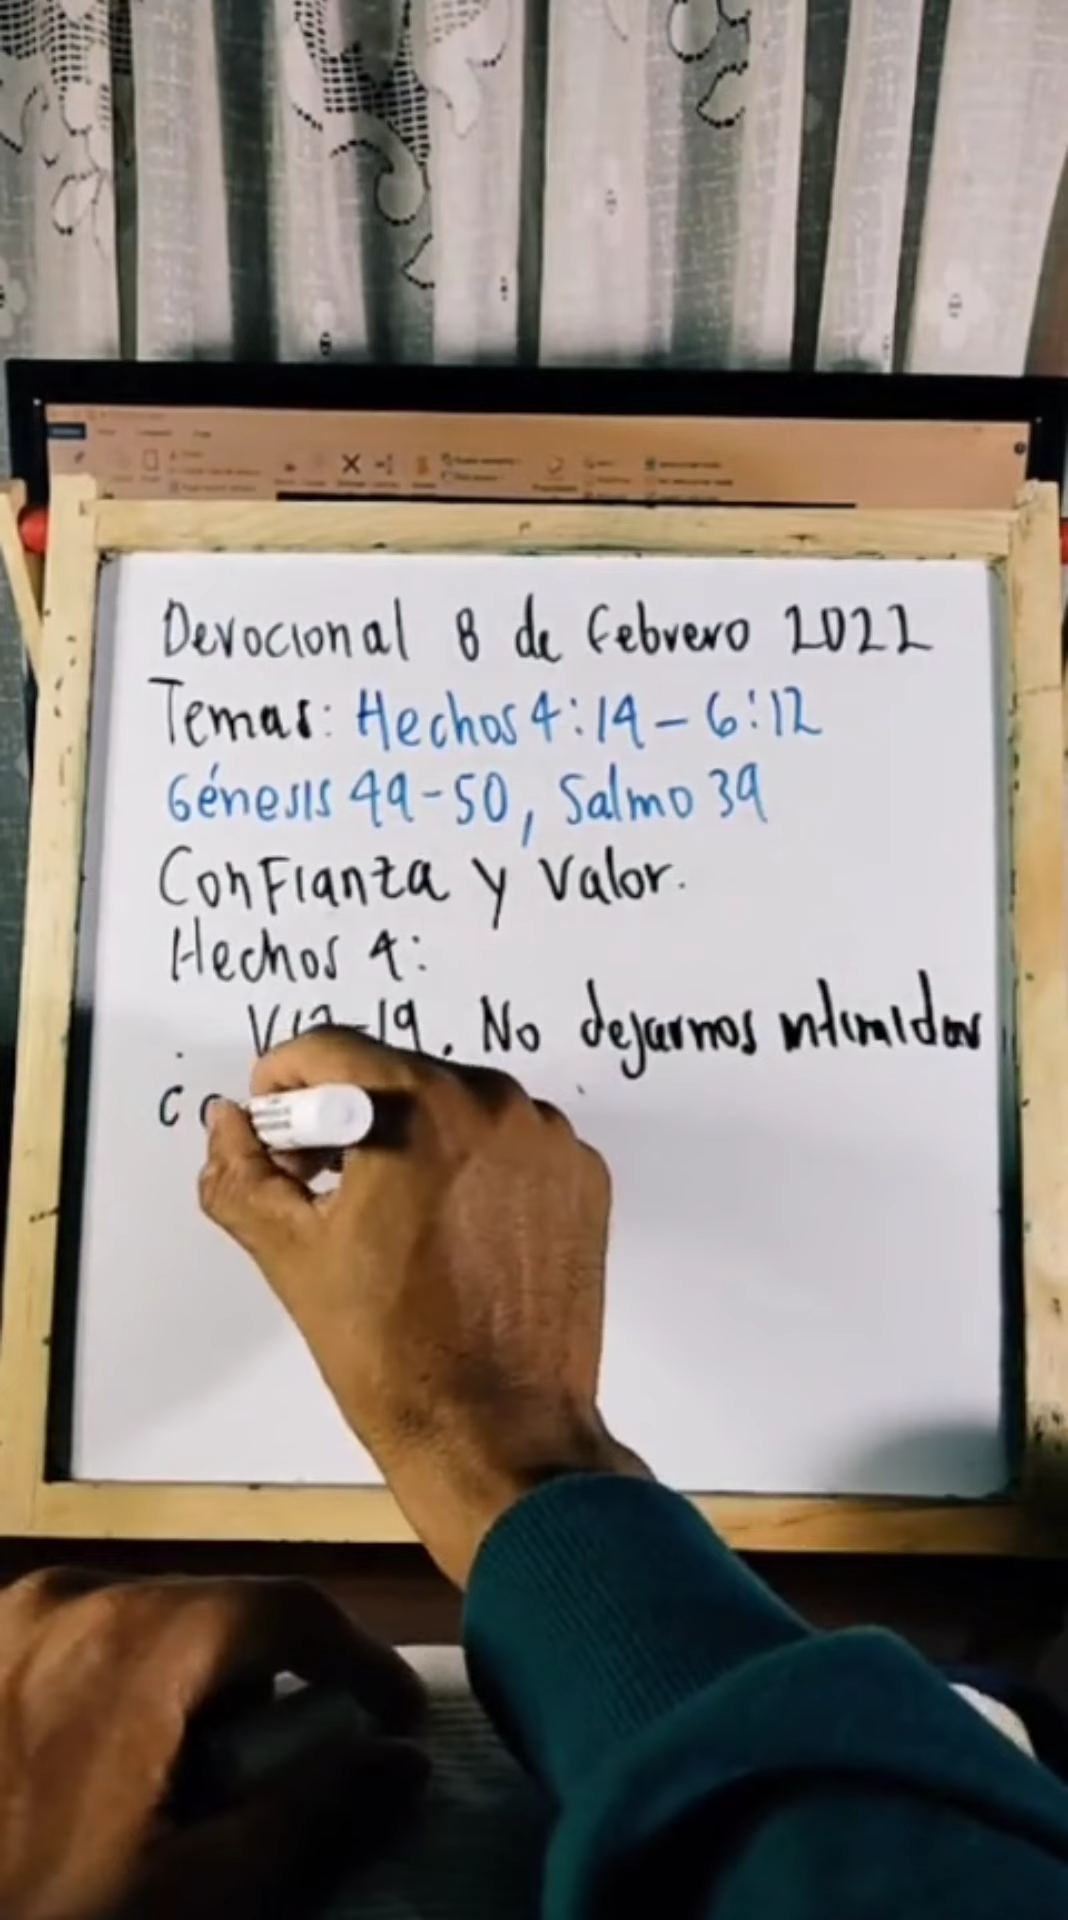 Devocional 8 de Febrero 2022
Temas: Hechos 4:14-6:12
Génesis 49-50, Salmo 39
Confianza y valor.
Hechos 4:
. -19. No dejarnos intimidar